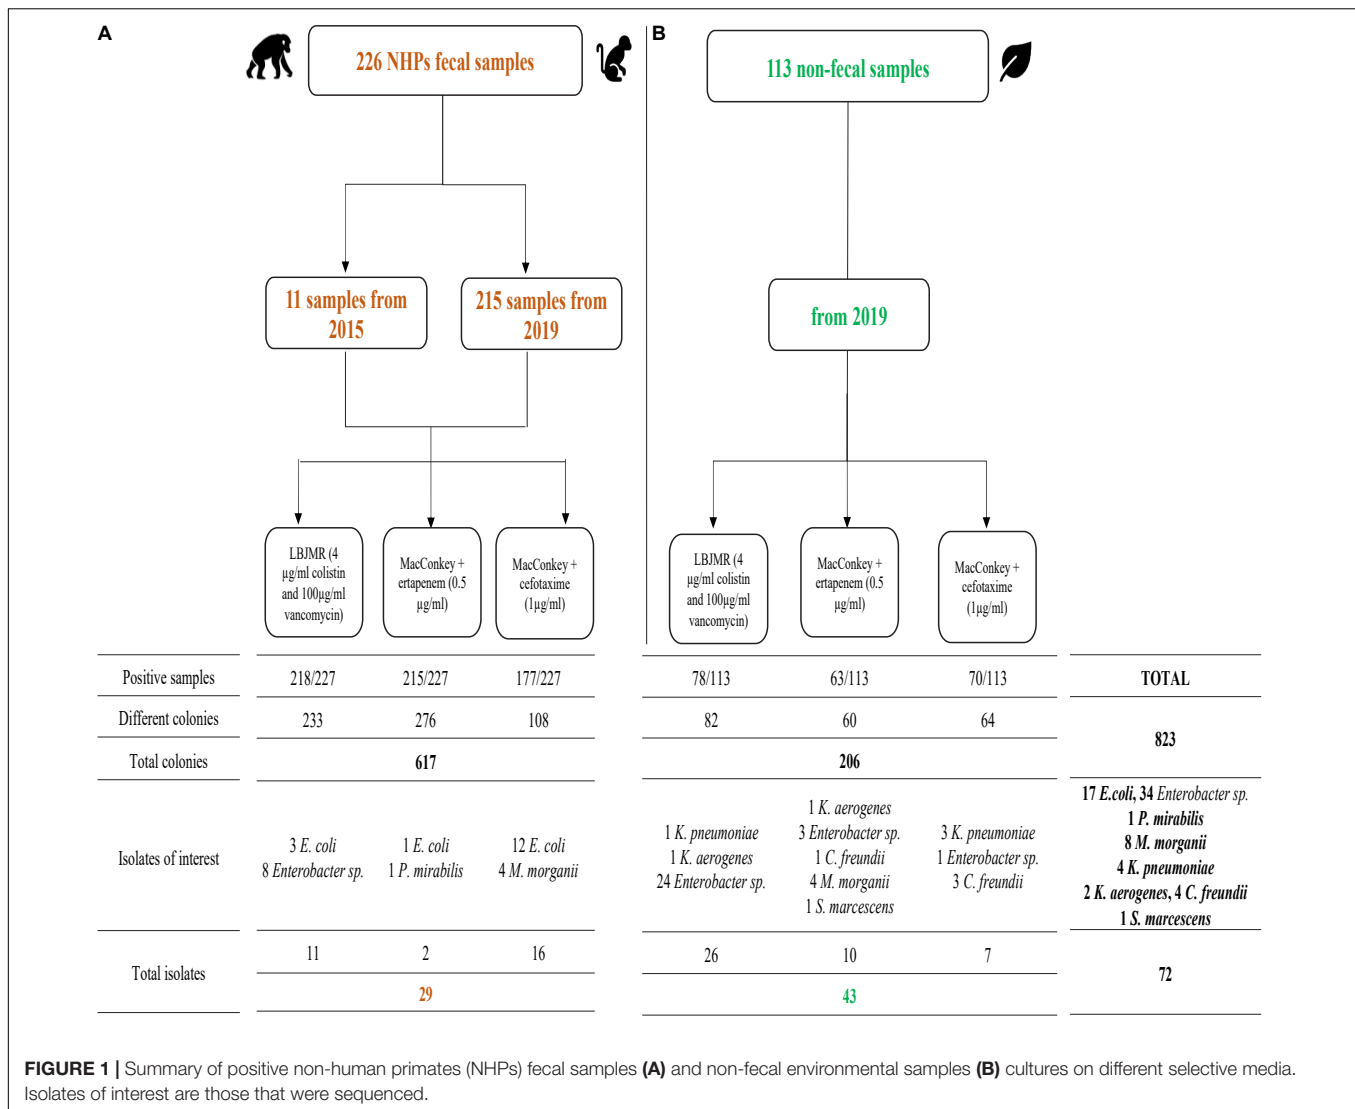 A
226 NHPs fecal samples
B
113 non-fecal samples
11 samples from
2015
215 samples from
2019
from 2019
LBJMR (4
µg/ml colistin
and 100µg/ml
vancomycin)
MacConkey +
ertapenem (0.5
µg/ml)
MacConkey +
cefotaxime
(1µg/ml)
LBJMR (4
µg/ml colistin
and 100µg/ml
vancomycin)
MacConkey +
ertapenem (0.5
µg/ml)
MacConkey +
cefotaxime
(1µg/ml)
Positive samples 218/227 215/227 177/227 78/113 63/113 70/113 TOTAL
Different colonies 233 276 108 82 60 64
823
Total colonies 617 206
Isolates of interest
3 E. coli
8 Enterobacter sp.
1 E. coli
1 P. mirabilis
12 E. coli
4 M. morganii
1 K. pneumoniae
1 K. aerogenes
24 Enterobacter sp.
1 K. aerogenes
3 Enterobacter sp.
1 C. freundii
4 M. morganii
1 S. marcescens
3 K. pneumoniae
1 Enterobacter sp.
3 C. freundii
17 E.coli, 34 Enterobacter sp.
1 P. mirabilis
8 M. morganii
4 K. pneumoniae
2 K. aerogenes, 4 C. freundii
1 S. marcescens
Total isolates
11 2 16 26 10 7
72
29 43
FIGURE 1 | Summary of positive non-human primates (NHPs) fecal samples (A) and non-fecal environmental samples (B) cultures on different selective media.
Isolates of interest are those that were sequenced.